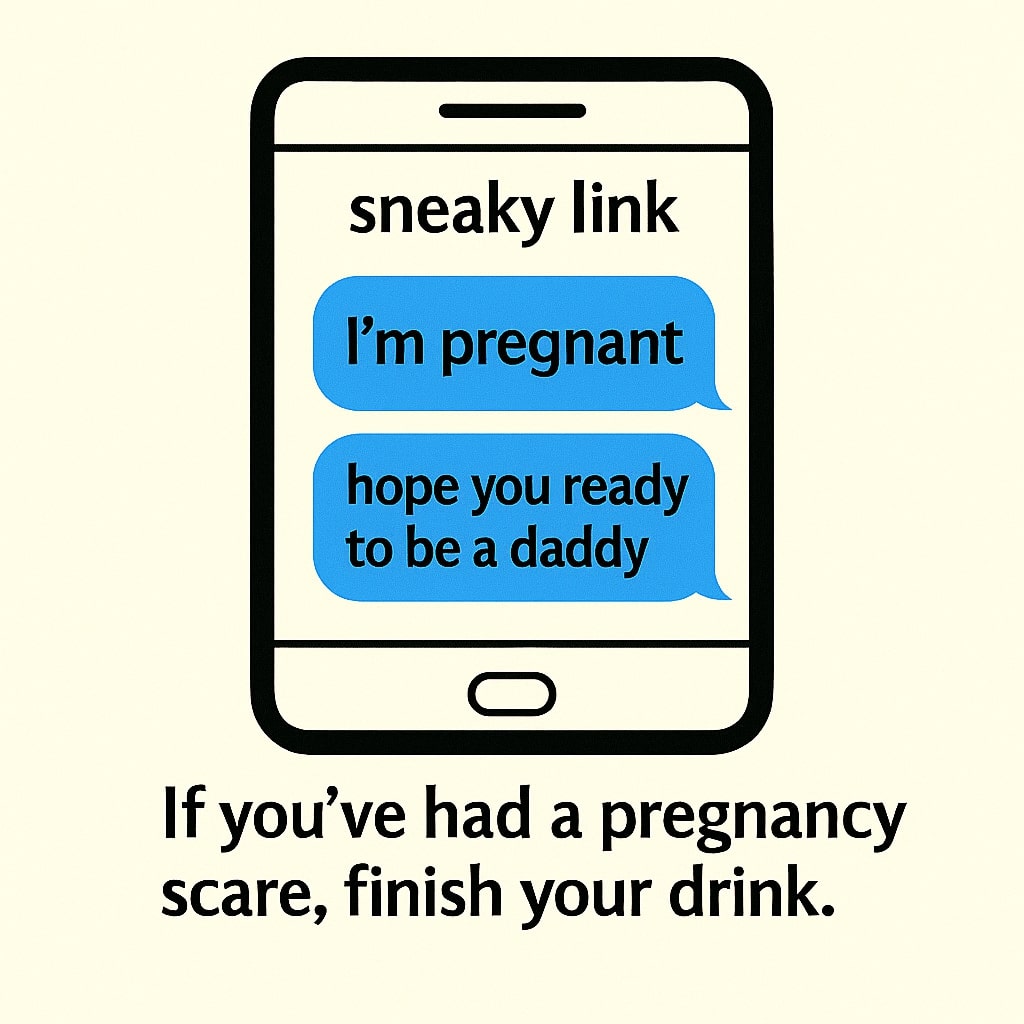 sneaky link
I'm pregnant
hope you ready
to be a daddy
If you've had a pregnancy
scare, finish your drink.